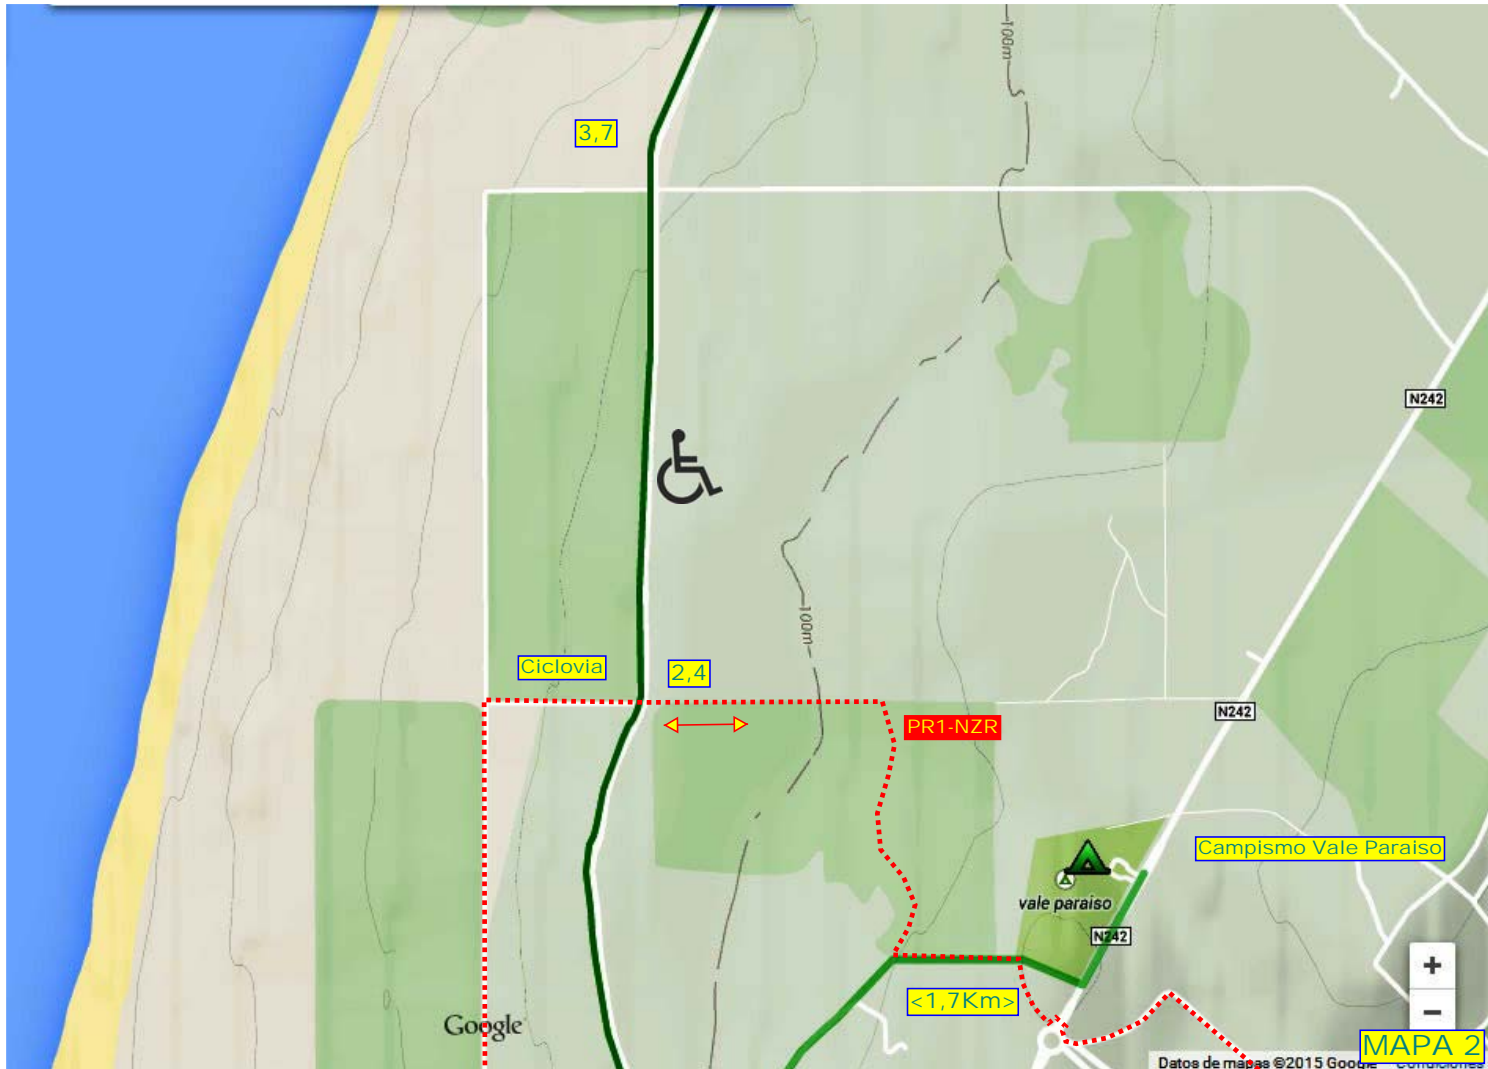 100m
3,7
N242
100m
Ciclovia
2,4
N242
PR1-NZR
Campismo Vale Paraiso
vale paraiso
N242
<1,7Km>
+
Google
−
MAPA 2
Datos de mapas ©2015 Google